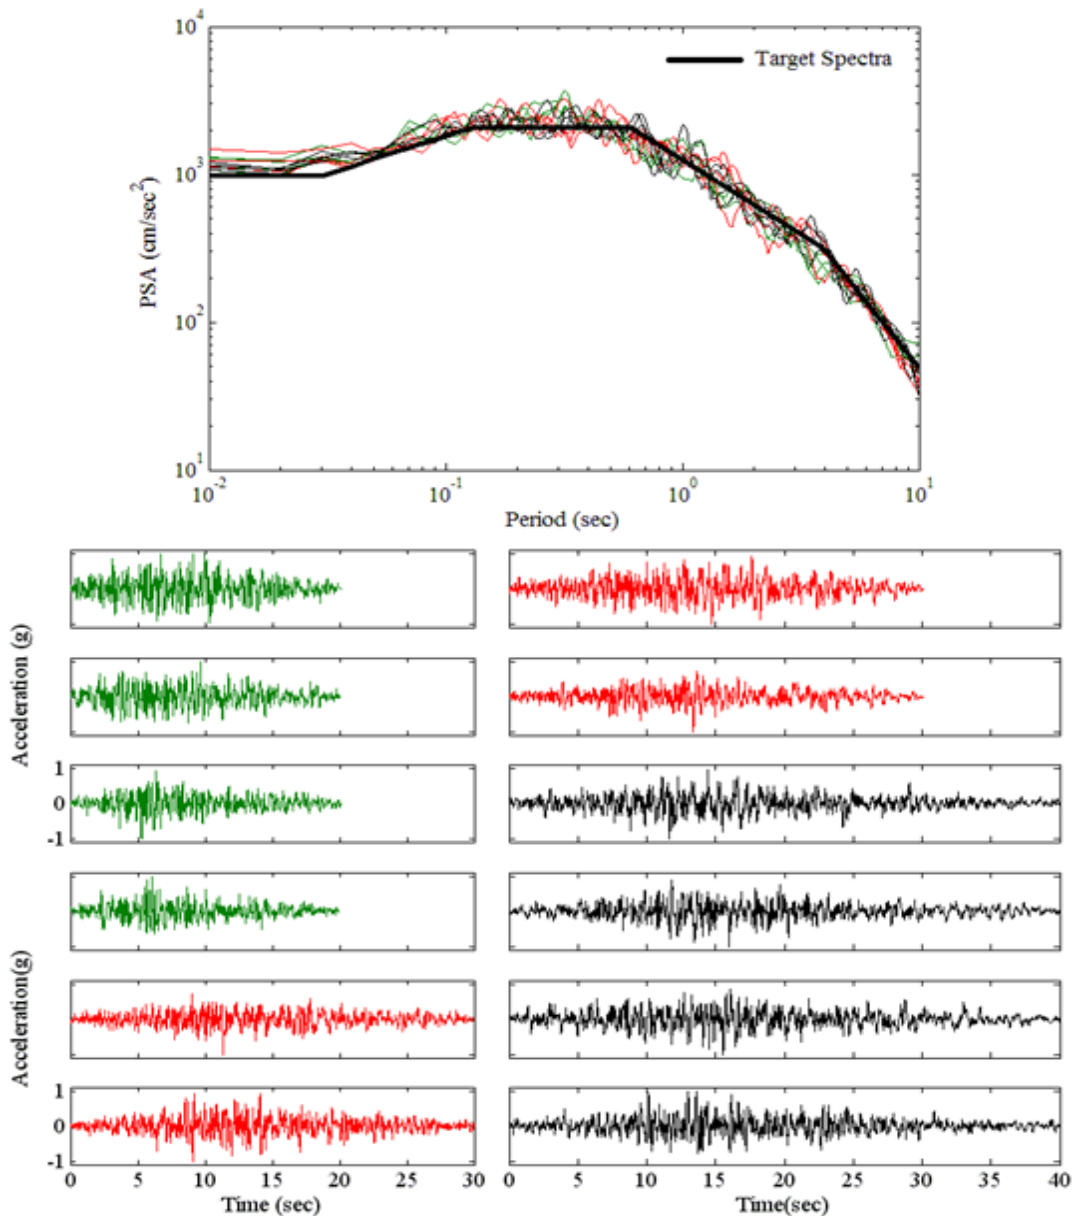 10^4
Target Spectra
10^3
PSA (cm/sec^2)
10^2
10^1
10^-2 10^-1 10^0 10^1
Period (sec)
Acceleration (g)
1
0
-1
Acceleration(g)
1
0
-1
0 5 10 15 20 25 30
Time (sec)
0 5 10 15 20 25 30 35 40
Time(sec)